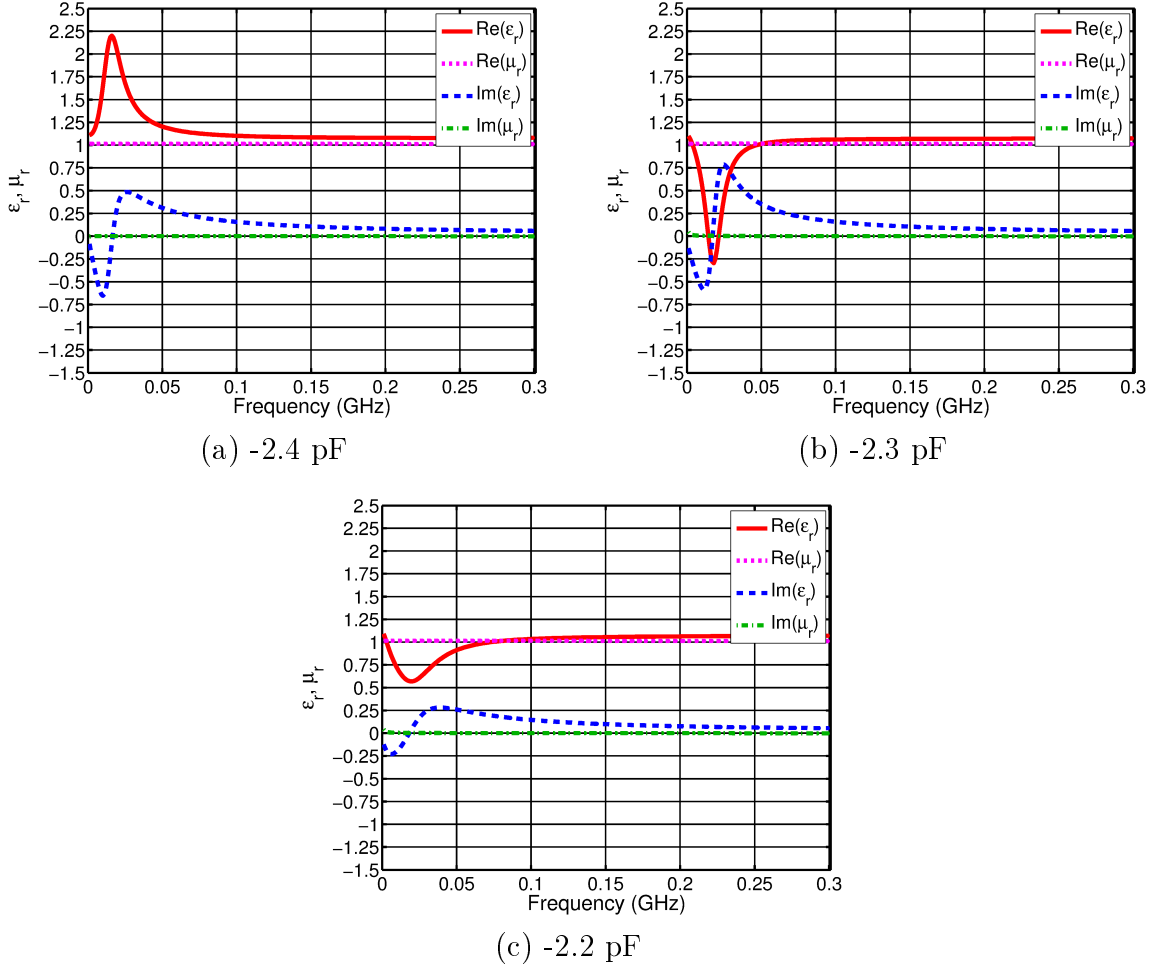 2.5
2.25
2
1.75
1.5
1.25
1
0.75
0.5
0.25
0
−0.25
−0.5
−0.75
−1
−1.25
−1.5
0 0.05 0.1 0.15 0.2 0.25 0.3
Frequency (GHz)
εr, μr
Re(εr)
Re(μr)
Im(εr)
Im(μr)
(a) -2.4 pF
2.5
2.25
2
1.75
1.5
1.25
1
0.75
0.5
0.25
0
−0.25
−0.5
−0.75
−1
−1.25
−1.5
0 0.05 0.1 0.15 0.2 0.25 0.3
Frequency (GHz)
εr, μr
Re(εr)
Re(μr)
Im(εr)
Im(μr)
(b) -2.3 pF
2.5
2.25
2
1.75
1.5
1.25
1
0.75
0.5
0.25
0
−0.25
−0.5
−0.75
−1
−1.25
−1.5
0 0.05 0.1 0.15 0.2 0.25 0.3
Frequency (GHz)
εr, μr
Re(εr)
Re(μr)
Im(εr)
Im(μr)
(c) -2.2 pF